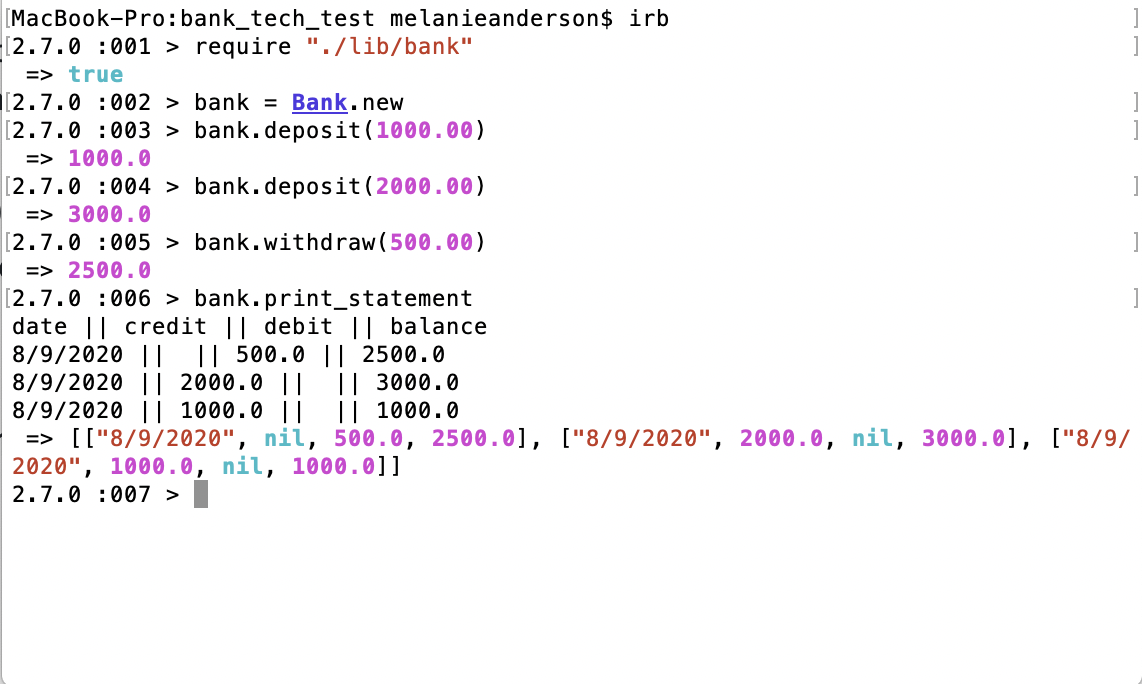 MacBook-Pro:bank_tech_test melanieanderson$ irb
2.7.0 :001 > require "./lib/bank"
 => true
2.7.0 :002 > bank = Bank.new
2.7.0 :003 > bank.deposit(1000.00)
 => 1000.0
2.7.0 :004 > bank.deposit(2000.00)
 => 3000.0
2.7.0 :005 > bank.withdraw(500.00)
 => 2500.0
2.7.0 :006 > bank.print_statement
date || credit || debit || balance
8/9/2020 ||  || 500.0 || 2500.0
8/9/2020 || 2000.0 ||  || 3000.0
8/9/2020 || 1000.0 ||  || 1000.0
 => [["8/9/2020", nil, 500.0, 2500.0], ["8/9/2020", 2000.0, nil, 3000.0], ["8/9/
2020", 1000.0, nil, 1000.0]]
2.7.0 :007 >